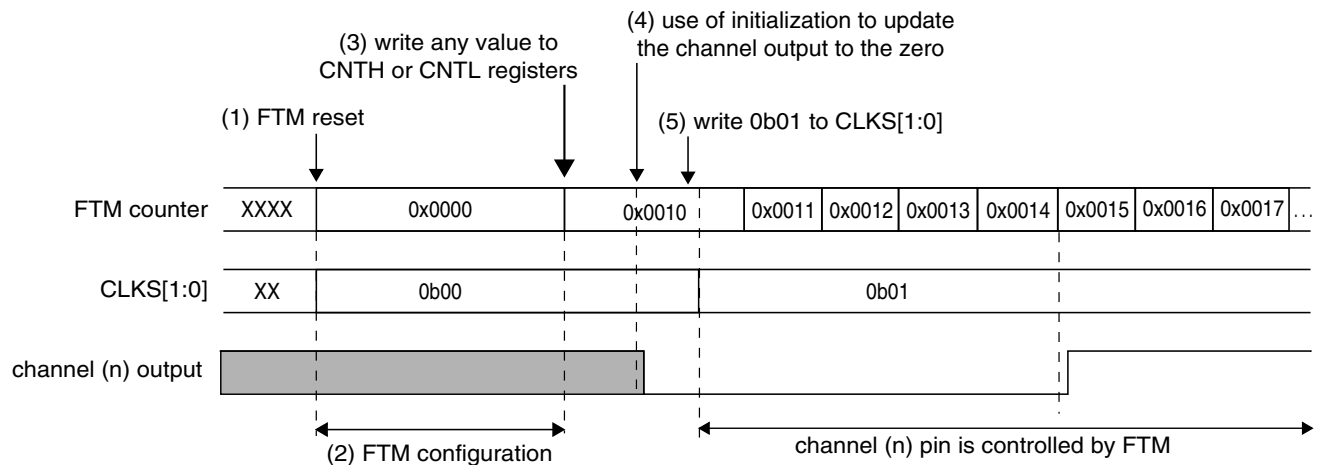 (4) use of initialization to update
the channel output to the zero
(3) write any value to
CNTH or CNTL registers
(1) FTM reset
(5) write 0b01 to CLKS[1:0]
FTM counter XXXX 0x0000 0x0010 0x0011 0x0012 0x0013 0x0014 0x0015 0x0016 0x0017 ...
CLKS[1:0] XX 0b00 0b01
channel (n) output
(2) FTM configuration
channel (n) pin is controlled by FTM